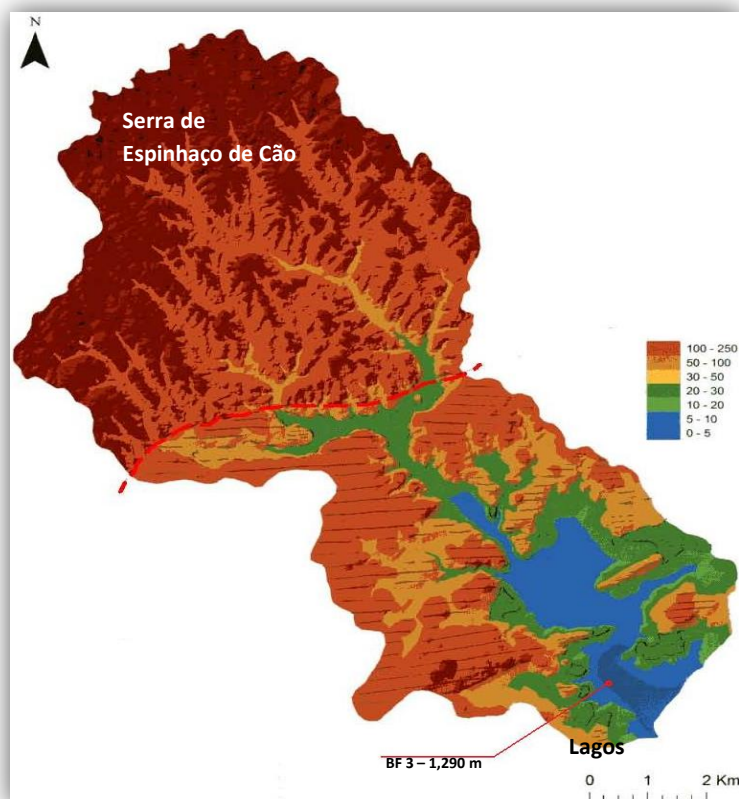 N
Serra de
Espinhaço de Cão
100 - 250
50 - 100
30 - 50
20 - 30
10 - 20
5 - 10
0 - 5
BF 3 – 1,290 m
Lagos
0 1 2 Km